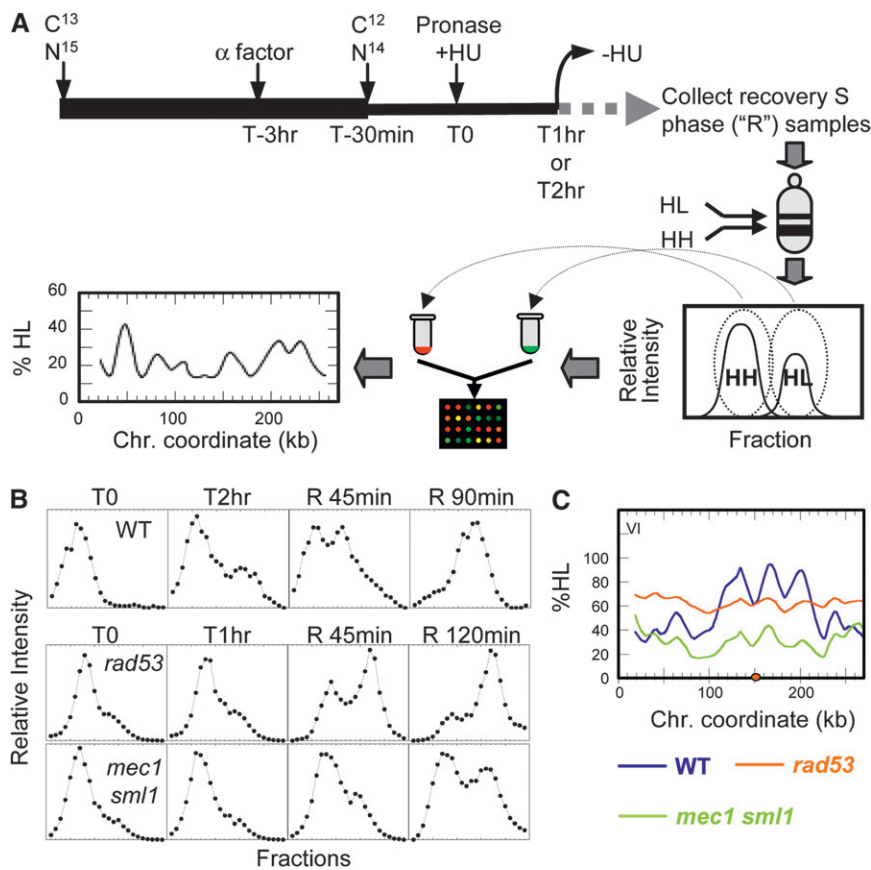 A
C13
N15
α factor
C12
N14
Pronase
+HU
-HU
T-3hr
T-30min
T0
T1hr
or
T2hr
Collect recovery S
phase ("R") samples
HL
HH
% HL
60
40
20
0
0
100
200
Chr. coordinate (kb)
Relative
Intensity
HH
HL
Fraction
B
T0
T2hr
R 45min
R 90min
WT
T0
T1hr
R 45min
R 120min
rad53
mec1
sml1
Relative Intensity
Fractions
C
VI
%HL
100
80
60
40
20
0
0
100
200
Chr. coordinate (kb)
WT
rad53
mec1 sml1